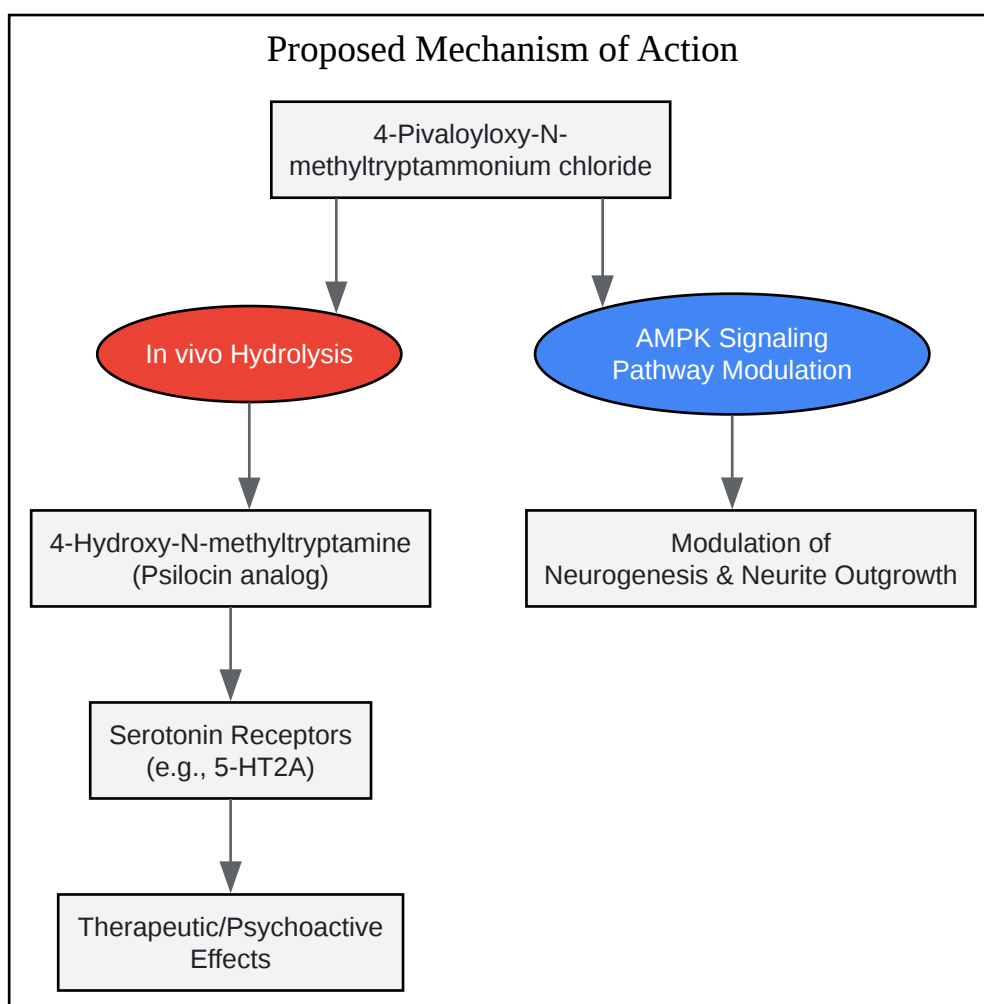 Proposed Mechanism of Action
4-Pivaloyloxy-N-
methyltryptammonium chloride
In vivo Hydrolysis
AMPK Signaling
Pathway Modulation
4-Hydroxy-N-methyltryptamine
(Psilocin analog)
Modulation of
Neurogenesis & Neurite Outgrowth
Serotonin Receptors
(e.g., 5-HT2A)
Therapeutic/Psychoactive
Effects